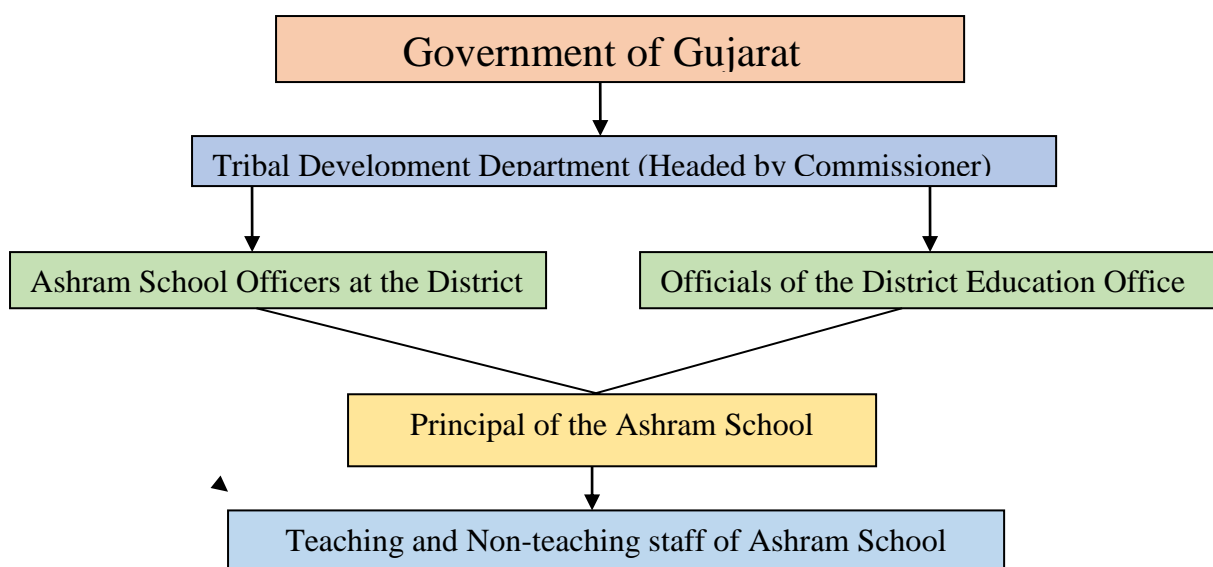 Government of Gujarat
Tribal Development Department (Headed by Commissioner)
Ashram School Officers at the District
Officials of the District Education Office
Principal of the Ashram School
Teaching and Non-teaching staff of Ashram School